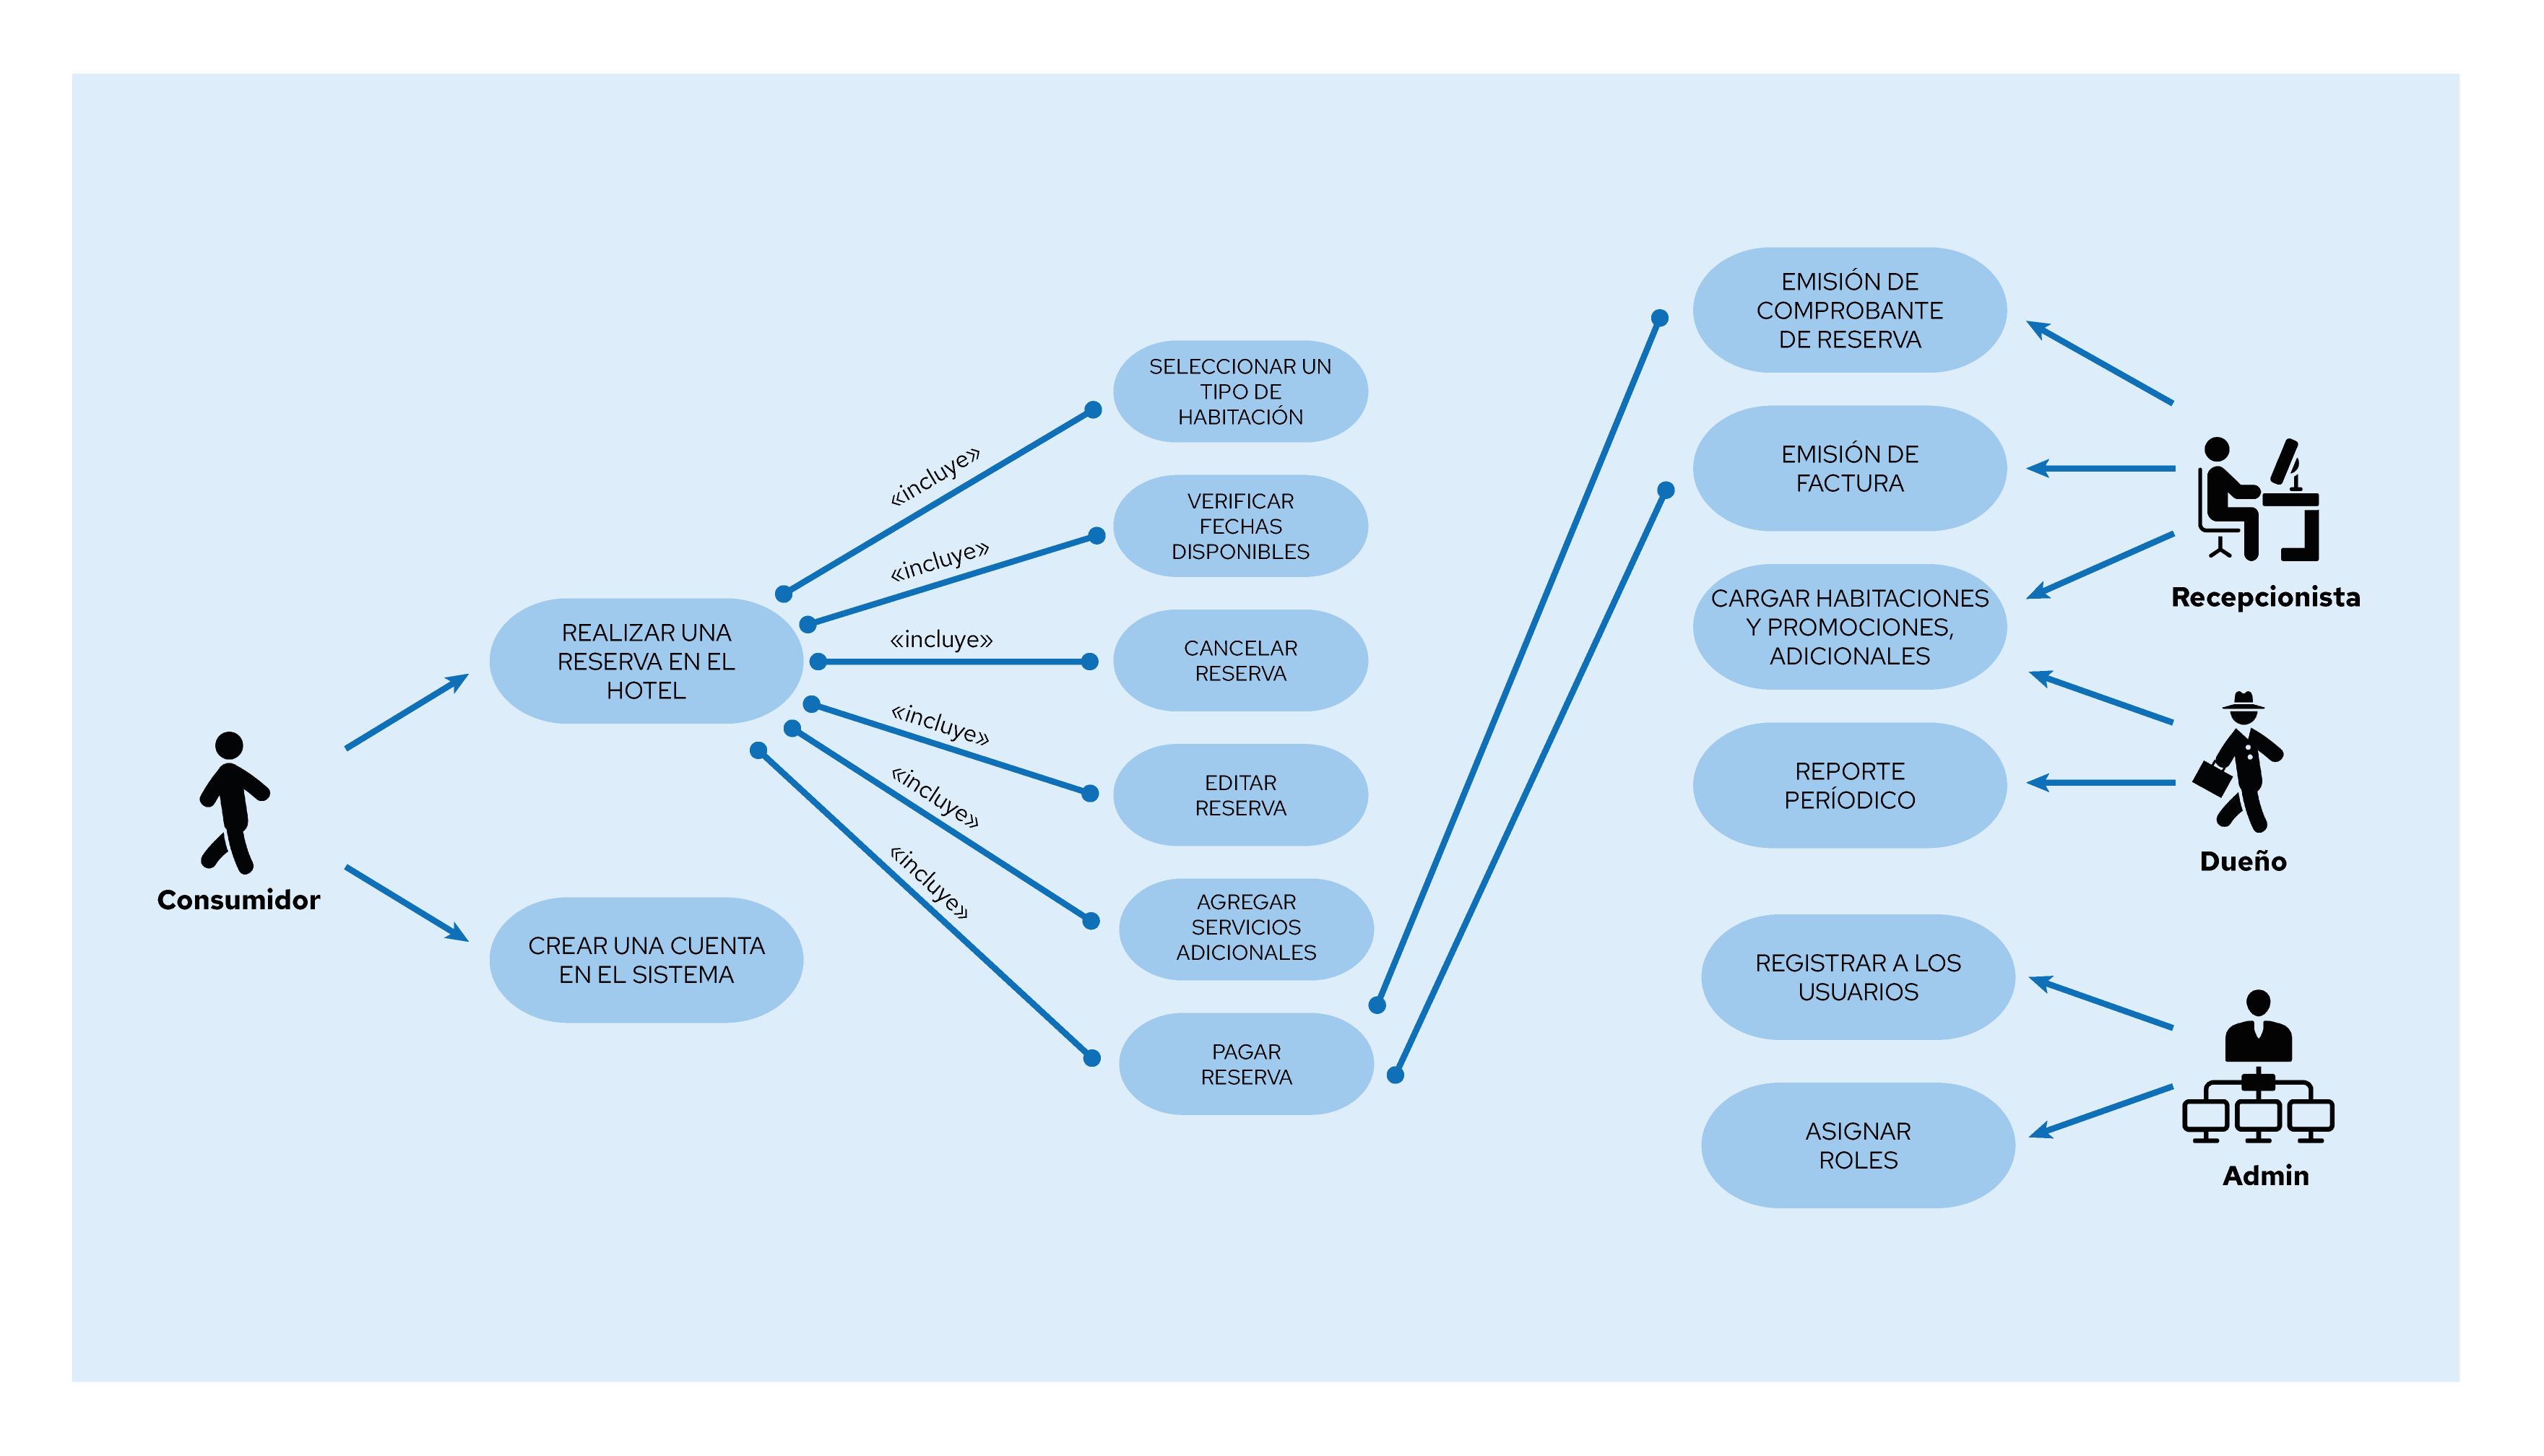 REALIZAR UNA
RESERVA EN EL
HOTEL
Consumidor
CREAR UNA CUENTA
EN EL SISTEMA
«incluye»
«incluye»
«incluye»
«incluye»
«incluye»
«incluye»
SELECCIONAR UN
TIPO DE
HABITACIÓN
VERIFICAR
FECHAS
DISPONIBLES
CANCELAR
RESERVA
EDITAR
RESERVA
AGREGAR
SERVICIOS
ADICIONALES
PAGAR
RESERVA
EMISIÓN DE
COMPROBANTE
DE RESERVA
EMISIÓN DE
FACTURA
CARGAR HABITACIONES
Y PROMOCIONES,
ADICIONALES
REPORTE
PERÍODICO
REGISTRAR A LOS
USUARIOS
ASIGNAR
ROLES
Recepcionista
Dueño
Admin